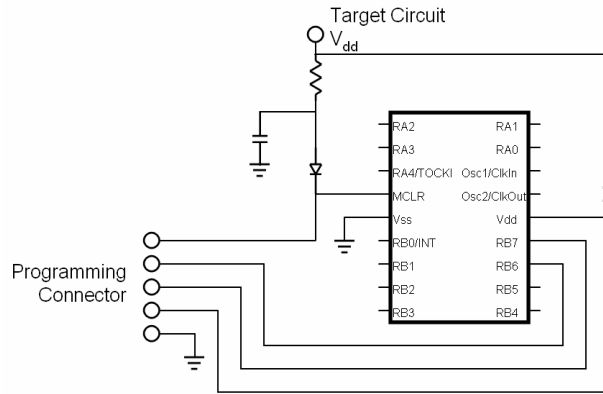 Target Circuit
Vdd
RA2 RA1
RA3 RA0
RA4/TOCKI Osc1/ClkIn
MCLR Osc2/ClkOut
Vss Vdd
RB0/INT RB7
RB1 RB6
RB2 RB5
RB3 RB4
Programming
Connector